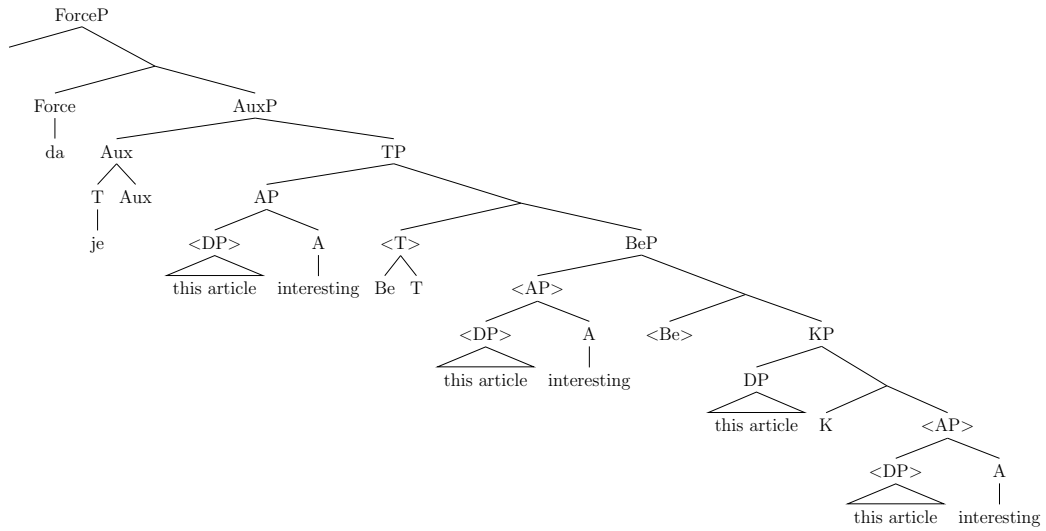 ForceP
Force AuxP
da Aux TP
T Aux AP
je <DP> A <T> BeP
this article interesting Be T <AP>
<DP> A <Be> KP
this article interesting DP
this article K <AP>
<DP> A
this article interesting